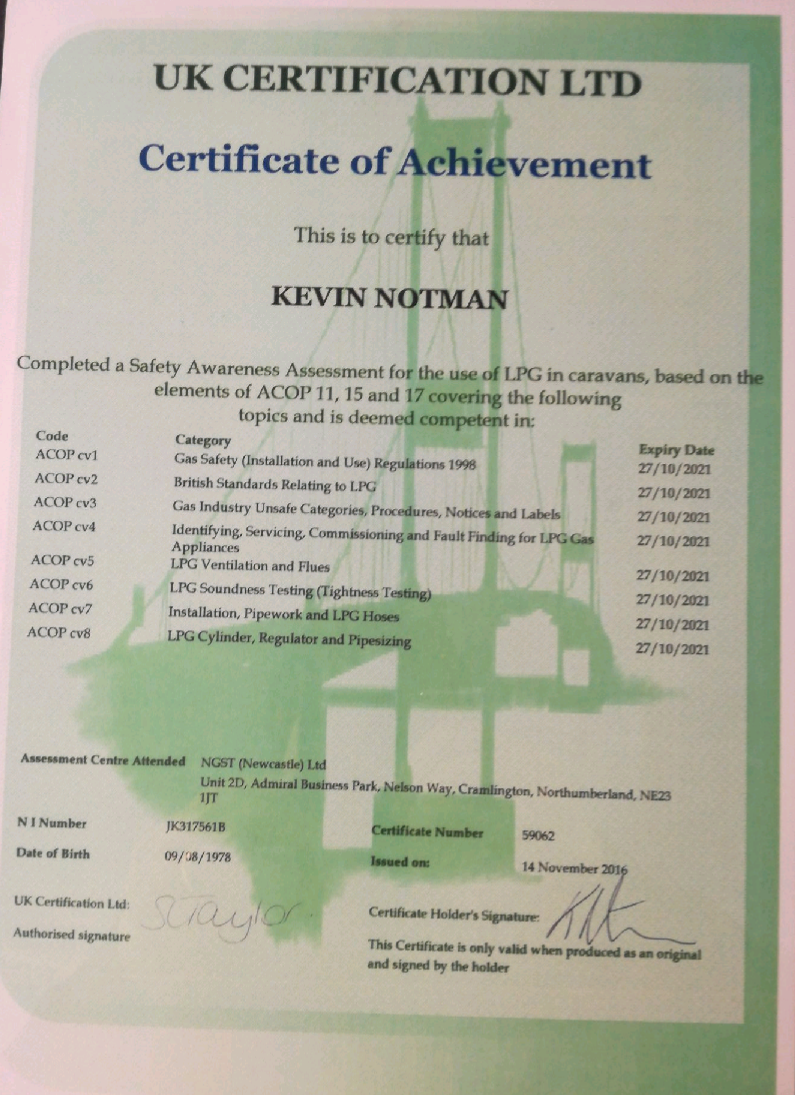 UK CERTIFICATION LTD
Certificate of Achievement
This is to certify that
KEVIN NOTMAN
Completed a Safety Awareness Assessment for the use of LPG in caravans, based on the
elements of ACOP 11, 15 and 17 covering the following
topics and is deemed competent in:
Code Category Expiry Date
ACOP cv1 Gas Safety (Installation and Use) Regulations 1998 27/10/2021
ACOP cv2 British Standards Relating to LPG 27/10/2021
ACOP cv3 Gas Industry Unsafe Categories, Procedures, Notices and Labels 27/10/2021
ACOP cv4 Identifying, Servicing, Commissioning and Fault Finding for LPG Gas 27/10/2021
Appliances
ACOP cv5 LPG Ventilation and Flues 27/10/2021
ACOP cv6 LPG Soundness Testing (Tightness Testing) 27/10/2021
ACOP cv7 Installation, Pipework and LPG Hoses 27/10/2021
ACOP cv8 LPG Cylinder, Regulator and Pipesizing 27/10/2021
Assessment Centre Attended NGST (Newcastle) Ltd
Unit 2D, Admiral Business Park, Nelson Way, Cramlington, Northumberland, NE23
1JT
N I Number JK317561B Certificate Number 59062
Date of Birth 09/08/1978 Issued on: 14 November 2016
UK Certification Ltd: STaylor Certificate Holder's Signature:
Authorised signature
This Certificate is only valid when produced as an original
and signed by the holder